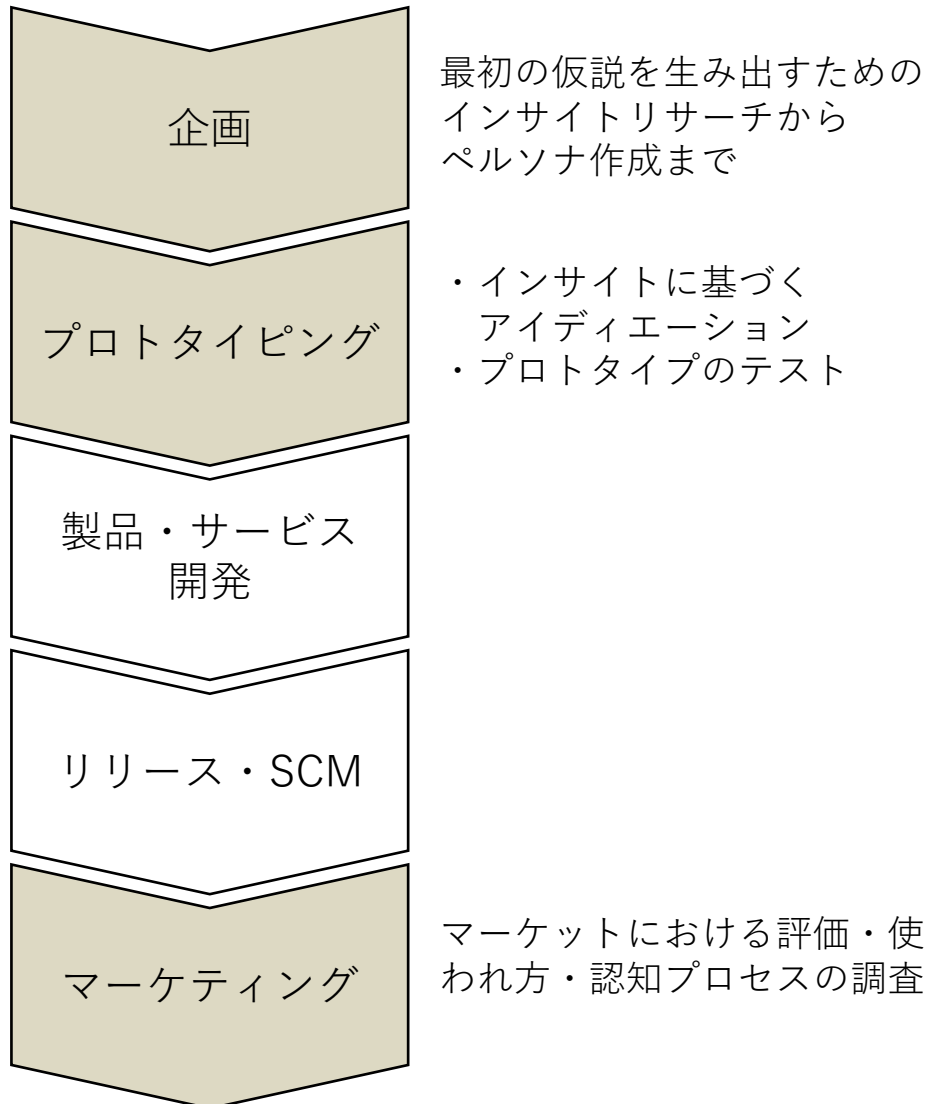 企画
最初の仮説を生み出すための
インサイトリサーチから
ペルソナ作成まで
プロトタイピング
・インサイトに基づく
アイディエーション
・プロトタイプのテスト
製品・サービス
開発
リリース・SCM
マーケティング
マーケットにおける評価・使
われ方・認知プロセスの調査